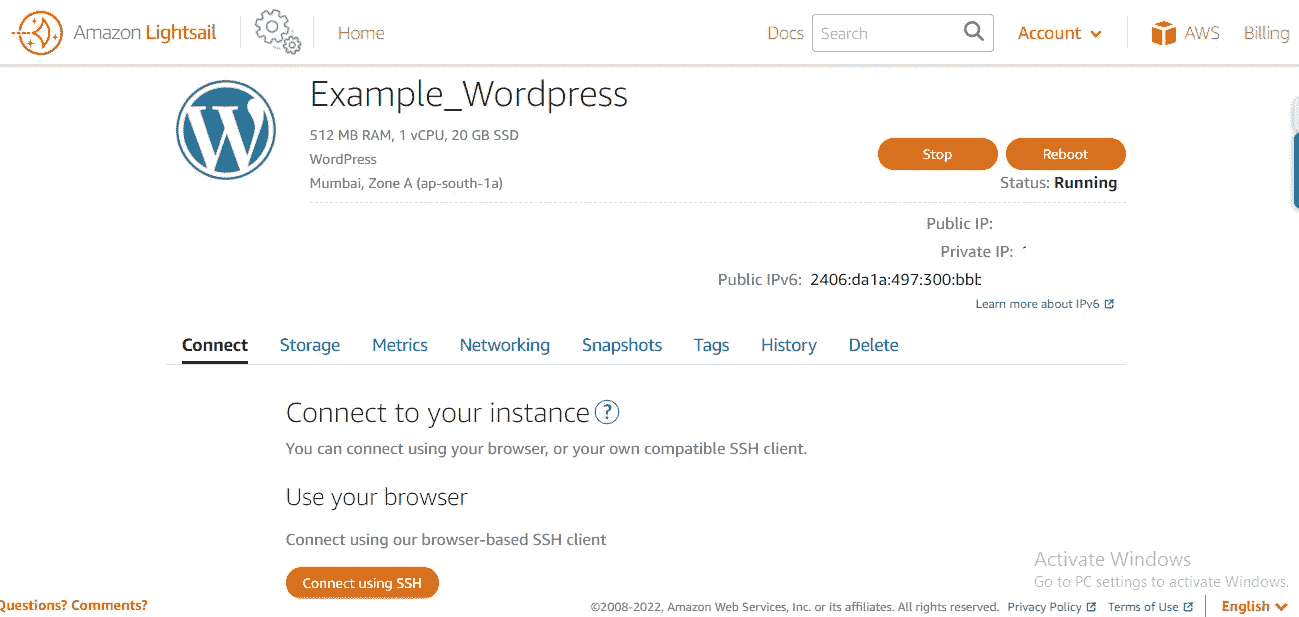 Amazon Lightsail Home Docs Search Account AWS Billing
Example_Wordpress
512 MB RAM, 1 vCPU, 20 GB SSD
WordPress
Mumbai, Zone A (ap-south-1a)
Stop Reboot
Status: Running
Public IP:
Private IP:
Public IPv6: 2406:da1a:497:300:bbb
Learn more about IPv6
Connect Storage Metrics Networking Snapshots Tags History Delete
Connect to your instance ?
You can connect using your browser, or your own compatible SSH client.
Use your browser
Connect using our browser-based SSH client
Connect using SSH
Activate Windows
Go to PC settings to activate Windows.
Questions? Comments? ©2008-2022, Amazon Web Services, Inc. or its affiliates. All rights reserved. Privacy Policy Terms of Use English